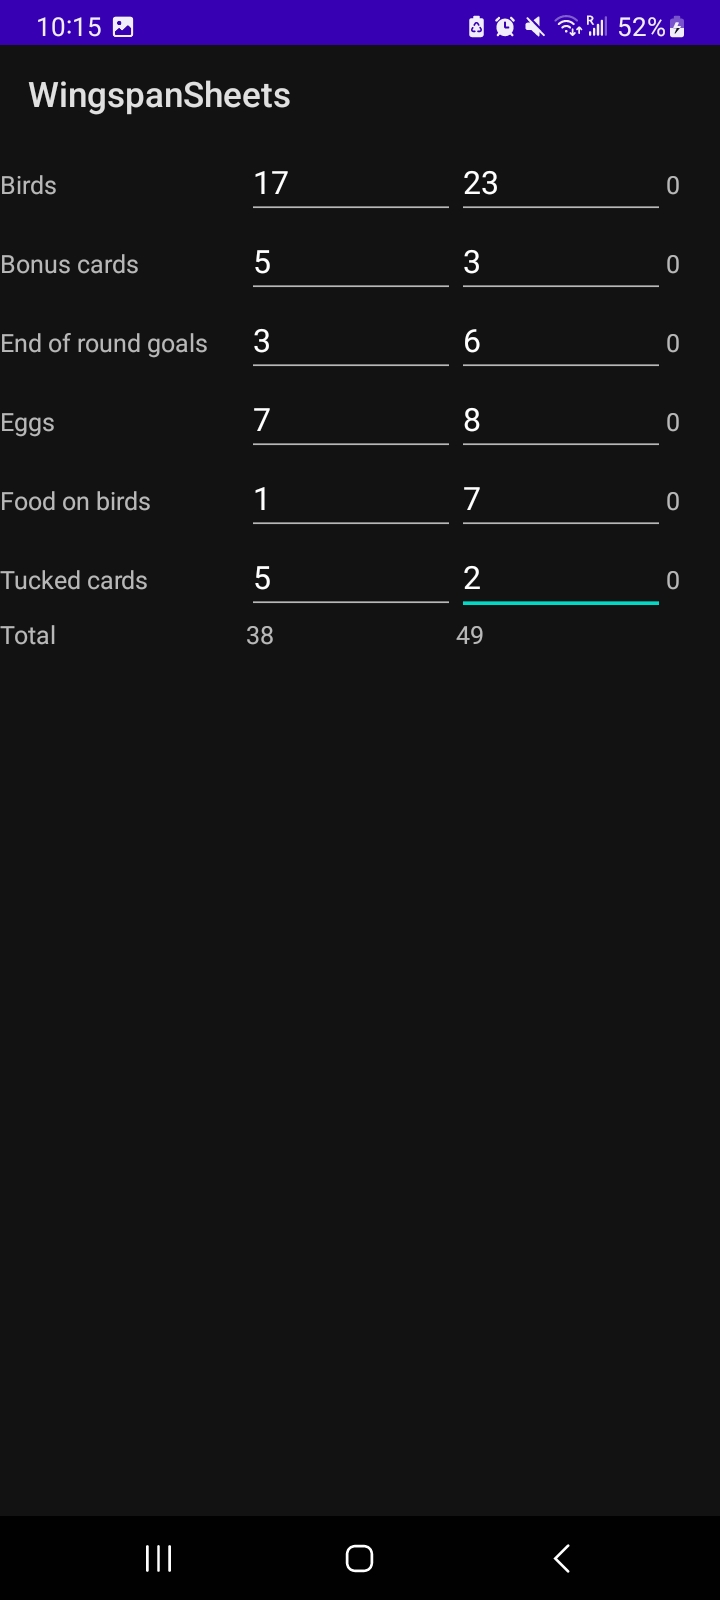 10:15 R 52%
WingspanSheets
Birds 17 23 0
Bonus cards 5 3 0
End of round goals 3 6 0
Eggs 7 8 0
Food on birds 1 7 0
Tucked cards 5 2 0
Total 38 49